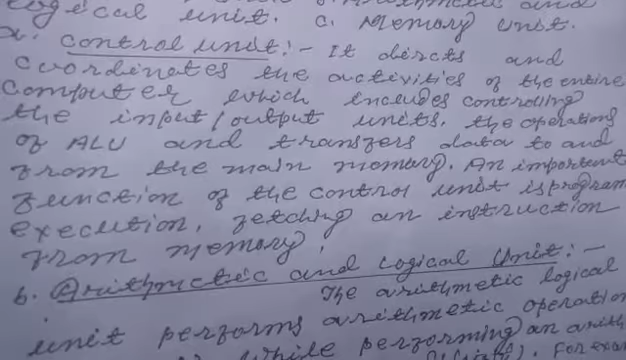 logical unit. c. Memory unit.
a. control unit:- It dircts and
coordinates the activities of the entire
computer which includes controlling
the input/output units, the operations
of ALU and transfers data to and
from the main memory. An important
function of the control unit is program
execution, fetching an instruction
from memory.
b. Arithmetic and Logical Unit:-
The arithmetic logical
unit performs arithmetic operation
while performing an arith